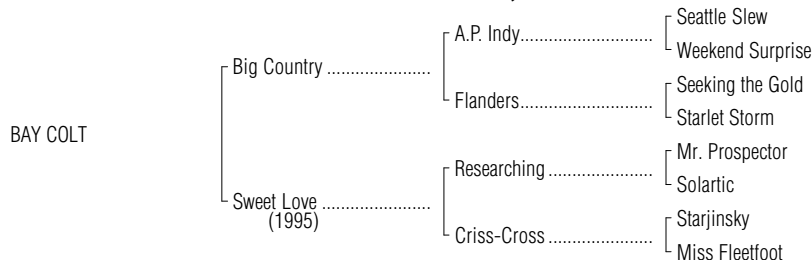 Seattle Slew
A.P. Indy......................................
Weekend Surprise
Big Country ......................
Seeking the Gold
Flanders......................................
Starlet Storm
BAY COLT
Mr. Prospector
Researching ......................
Solartic
Sweet Love .......................
(1995)
Starjinsky
Criss-Cross ......................
Miss Fleetfoot